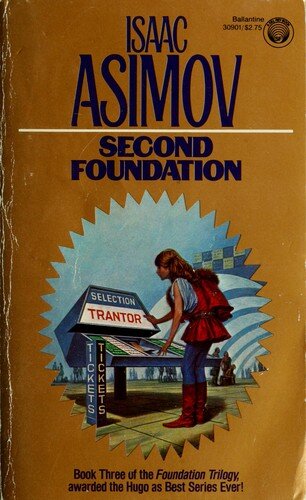 Ballantine
30901/$2.75
ISAAC
ASIMOV
SECOND
FOUNDATION
SELECTION
TRANTOR
TICKETS
TICKETS
Book Three of the Foundation Trilogy,
awarded the Hugo as Best Series Ever!